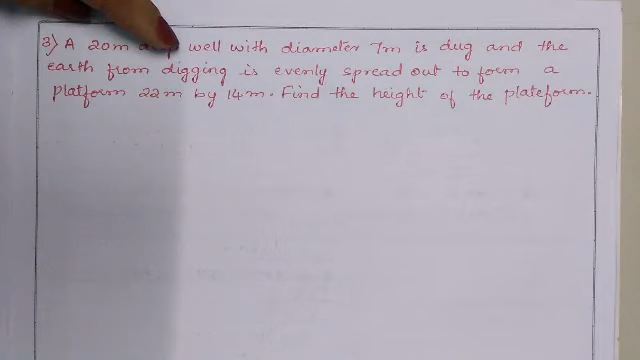 3) A 20m well with diameter 7m is dug and the
earth from digging is evenly spread out to form a
platform 22m by 14m. Find the height of the plateform.